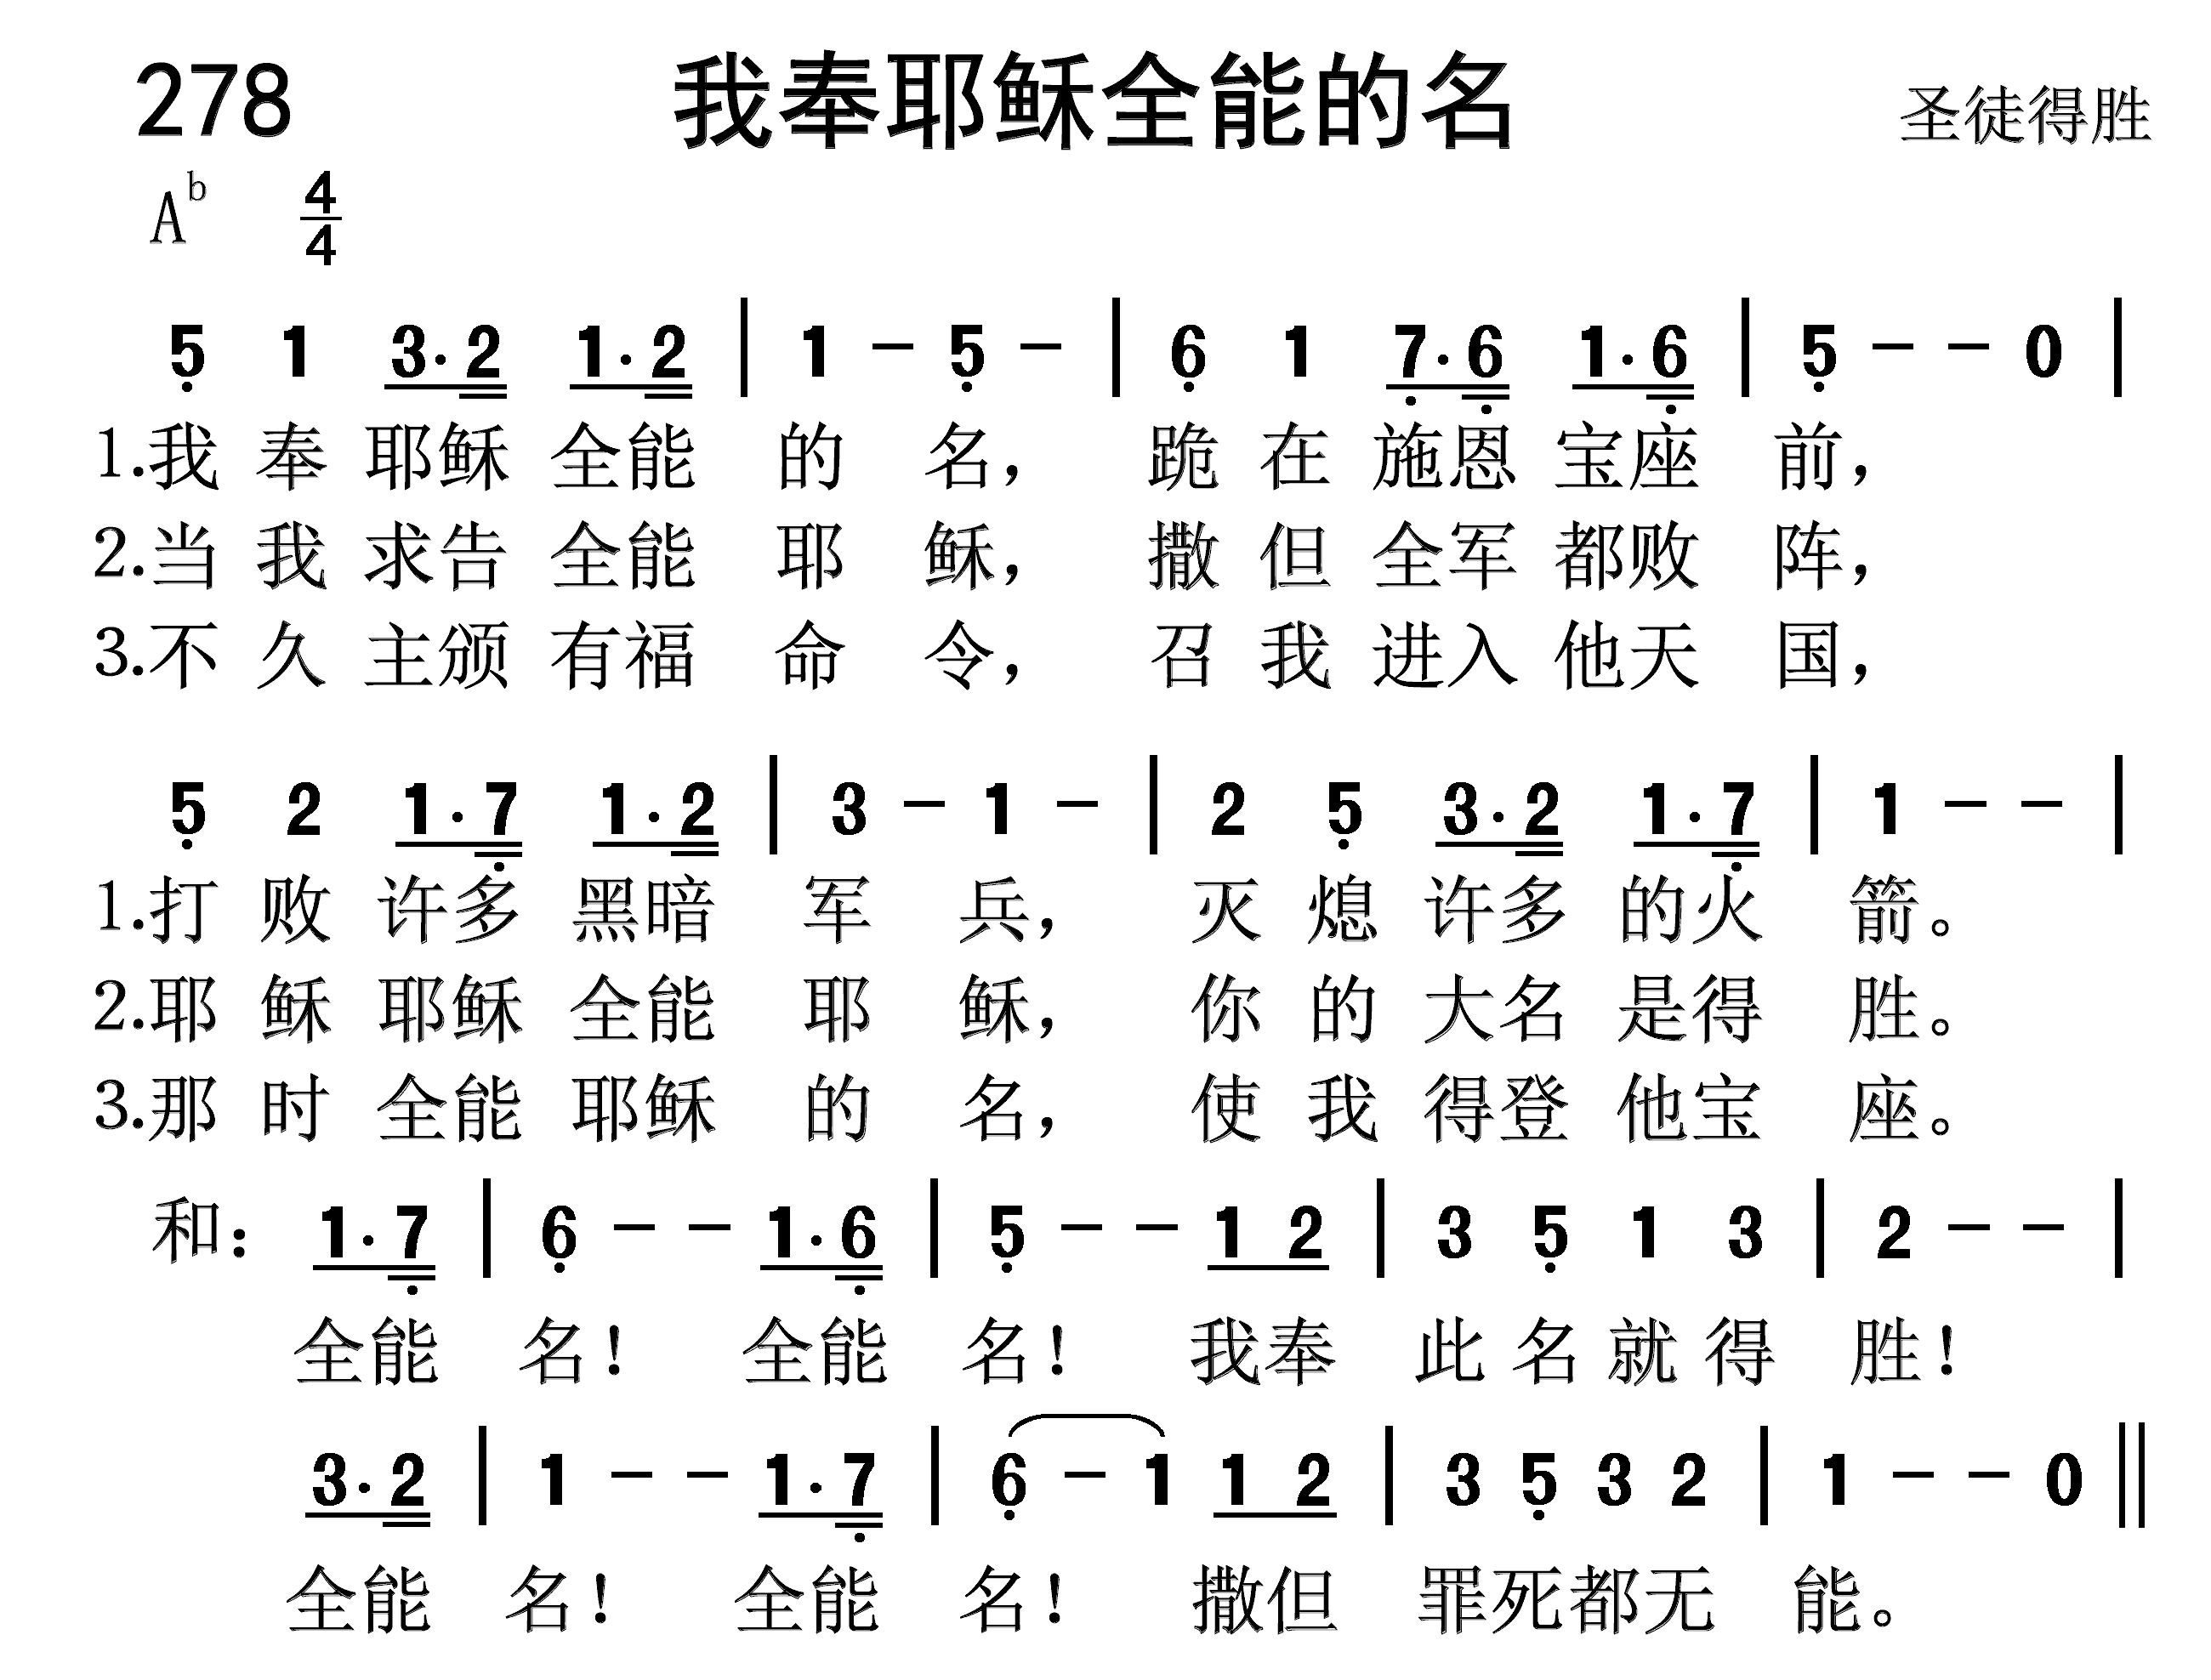 278 我奉耶稣全能的名 圣徒得胜
A♭ 4/4
5̣ 1 3·2 1·2 | 1 - 5̣ - | 6̣ 1 7̣·6̣ 1·6̣ | 5̣ - - 0 |
1.我奉耶稣全能的名，跪在施恩宝座前，
2.当我求告全能耶稣，撒但全军都败阵，
3.不久主颁有福命令，召我进入他天国，
5̣ 2 1·7̣ 1·2 | 3 - 1 - | 2 5̣ 3·2 1·7̣ | 1 - - |
1.打败许多黑暗军兵，灭熄许多的火箭。
2.耶稣耶稣全能耶稣，你的大名是得胜。
3.那时全能耶稣的名，使我得登他宝座。
和：1·7̣ | 6̣ - - 1·6̣ | 5̣ - - 1 2 | 3 5̣ 1 3 | 2 - - |
全能名！全能名！我奉此名就得胜！
3·2 | 1 - - 1·7̣ | 6̣ - 1 1 2 | 3 5̣ 3 2 | 1 - - 0 ‖
全能名！全能名！撒但罪死都无能。